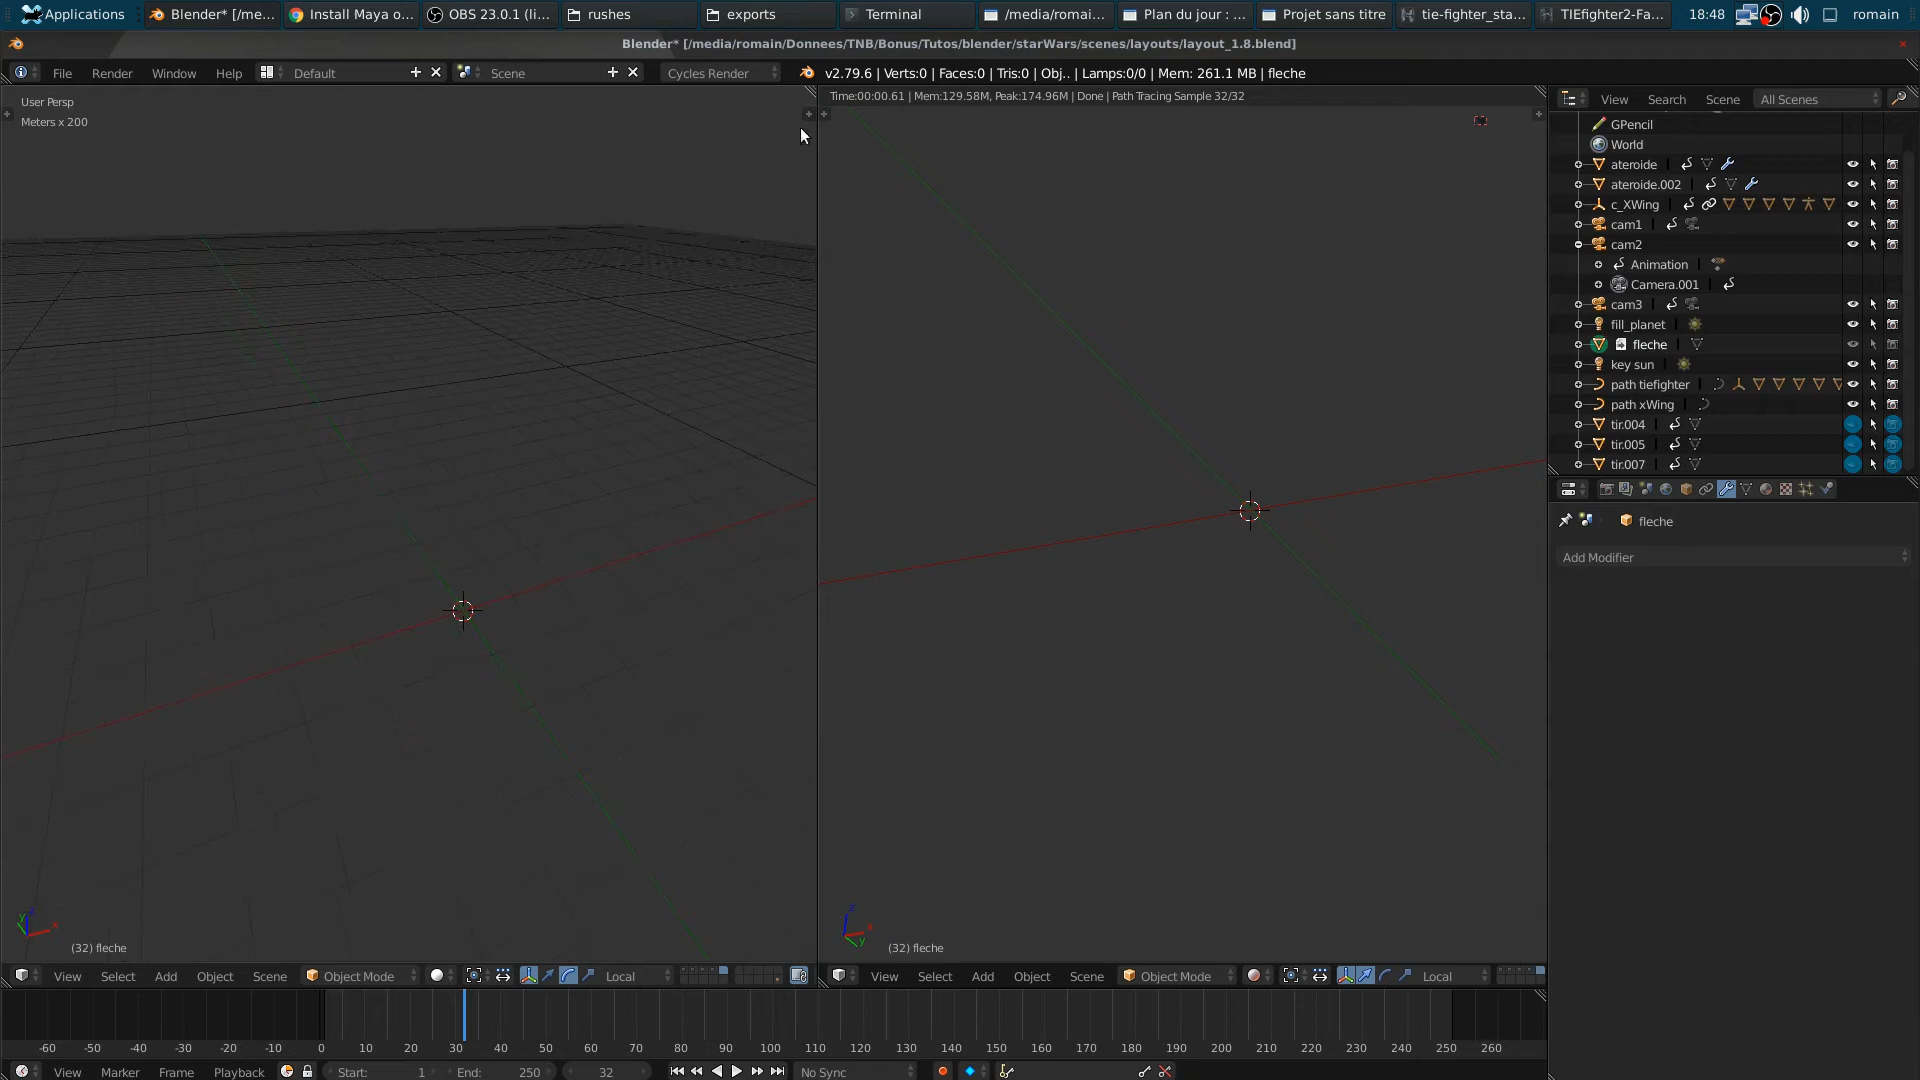 Applications Blender* [/me... Install Maya o... OBS 23.0.1 (li... rushes exports Terminal /media/romai... Plan du jour : ... Projet sans titre tie-fighter_sta... TIEfighter2-Fa... 18:48 romain
Blender* [/media/romain/Donnees/TNB/Bonus/Tutos/blender/starWars/scenes/layouts/layout_1.8.blend]
File Render Window Help Default Scene Cycles Render v2.79.6 | Verts:0 | Faces:0 | Tris:0 | Obj.. | Lamps:0/0 | Mem: 261.1 MB | fleche
User Persp
Meters x 200
Time:00:00.61 | Mem:129.58M, Peak:174.96M | Done | Path Tracing Sample 32/32
View Search Scene All Scenes
GPencil
World
ateroide
ateroide.002
c_XWing
cam1
cam2
Animation
Camera.001
cam3
fill_planet
fleche
key sun
path tiefighter
path xWing
tir.004
tir.005
tir.007
fleche
Add Modifier
(32) fleche
(32) fleche
View Select Add Object Scene Object Mode Local
View Select Add Object Scene Object Mode Local
-60 -50 -40 -30 -20 -10 0 10 20 30 40 50 60 70 80 90 100 110 120 130 140 150 160 170 180 190 200 210 220 230 240 250 260
View Marker Frame Playback Start: 1 End: 250 32 No Sync